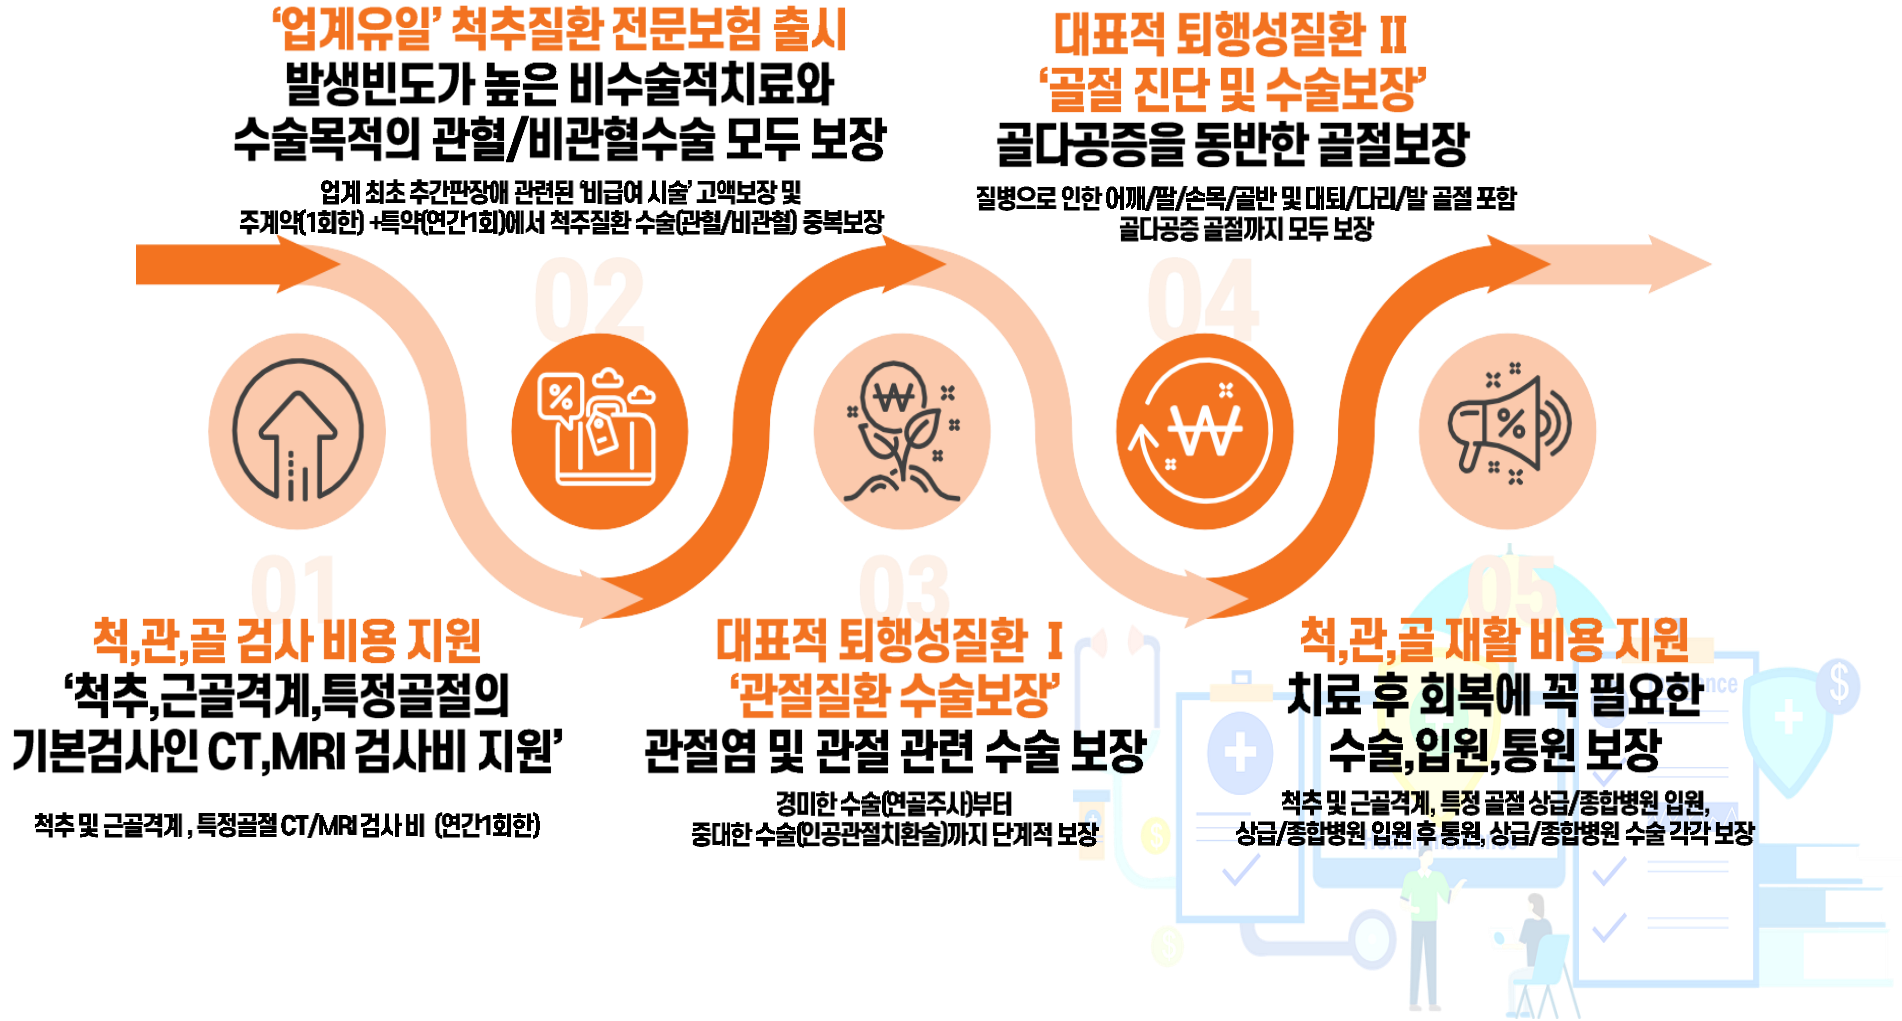 ‘업계유일’ 척추질환 전문보험 출시
발생빈도가 높은 비수술적치료와
수술목적의 관혈/비관혈수술 모두 보장
업계 최초 추간판장애 관련된 ‘비급여 시술’ 고액보장 및
주계약(1회한) +특약(연간1회)에서 척주질환 수술(관혈/비관혈) 중복보장
대표적 퇴행성질환 Ⅱ
‘골절 진단 및 수술보장’
골다공증을 동반한 골절보장
질병으로 인한 어깨/팔/손목/골반 및 대퇴/다리/발 골절 포함
골다공증 골절까지 모두 보장
02
04
01
03
05
척,관,골 검사 비용 지원
‘척추,근골격계,특정골절의
기본검사인 CT,MRI 검사비 지원’
척추 및 근골격계 , 특정골절 CT/MRI 검사 비 (연간1회한)
대표적 퇴행성질환 Ⅰ
‘관절질환 수술보장’
관절염 및 관절 관련 수술 보장
경미한 수술(연골주사)부터
중대한 수술(인공관절치환술)까지 단계적 보장
척,관,골 재활 비용 지원
치료 후 회복에 꼭 필요한
수술,입원,통원 보장
척추 및 근골격계, 특정 골절 상급/종합병원 입원,
상급/종합병원 입원 후 통원, 상급/종합병원 수술 각각 보장